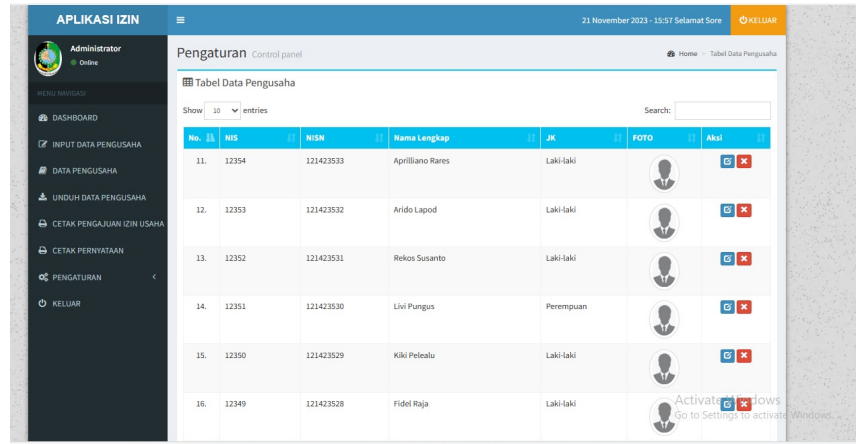 APLIKASI IZIN
21 November 2023 - 15:57 Selamat Sore
KELUAR
Administrator
Online
MENU NAVIGASI
DASHBOARD
INPUT DATA PENGUSAHA
DATA PENGUSAHA
UNDUH DATA PENGUSAHA
CETAK PENGAJUAN IZIN USAHA
CETAK PERNYATAAN
PENGATURAN
KELUAR
Pengaturan Control panel
Home > Tabel Data Pengusaha
Tabel Data Pengusaha
Show 10 entries
Search:
No. NIS NISN Nama Lengkap JK FOTO Aksi
11. 12354 121423533 Aprilliano Rares Laki-laki
12. 12353 121423532 Arido Lapod Laki-laki
13. 12352 121423531 Rekos Susanto Laki-laki
14. 12351 121423530 Livi Pungus Perempuan
15. 12350 121423529 Kiki Pelealu Laki-laki
16. 12349 121423528 Fidel Raja Laki-laki
Activate Windows
Go to Settings to activate Windows.